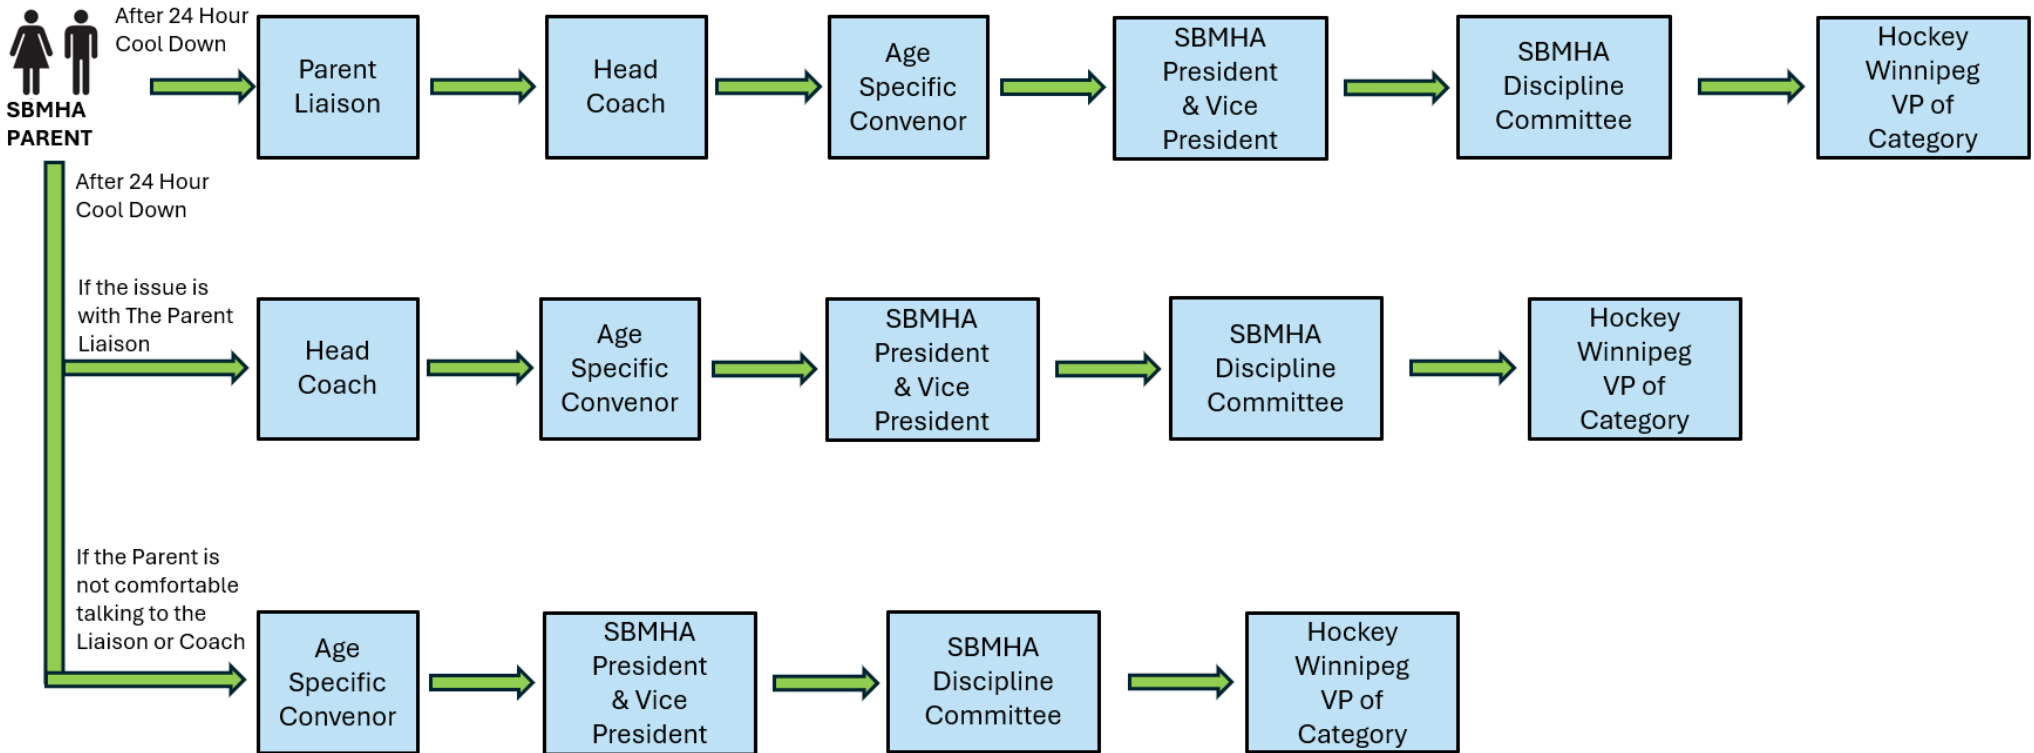 After 24 Hour
Cool Down
SBMHA
PARENT
Parent
Liaison
Head
Coach
Age
Specific
Convenor
SBMHA
President
& Vice
President
SBMHA
Discipline
Committee
Hockey
Winnipeg
VP of
Category
After 24 Hour
Cool Down
If the issue is
with The Parent
Liaison
Head
Coach
Age
Specific
Convenor
SBMHA
President
& Vice
President
SBMHA
Discipline
Committee
Hockey
Winnipeg
VP of
Category
If the Parent is
not comfortable
talking to the
Liaison or Coach
Age
Specific
Convenor
SBMHA
President
& Vice
President
SBMHA
Discipline
Committee
Hockey
Winnipeg
VP of
Category